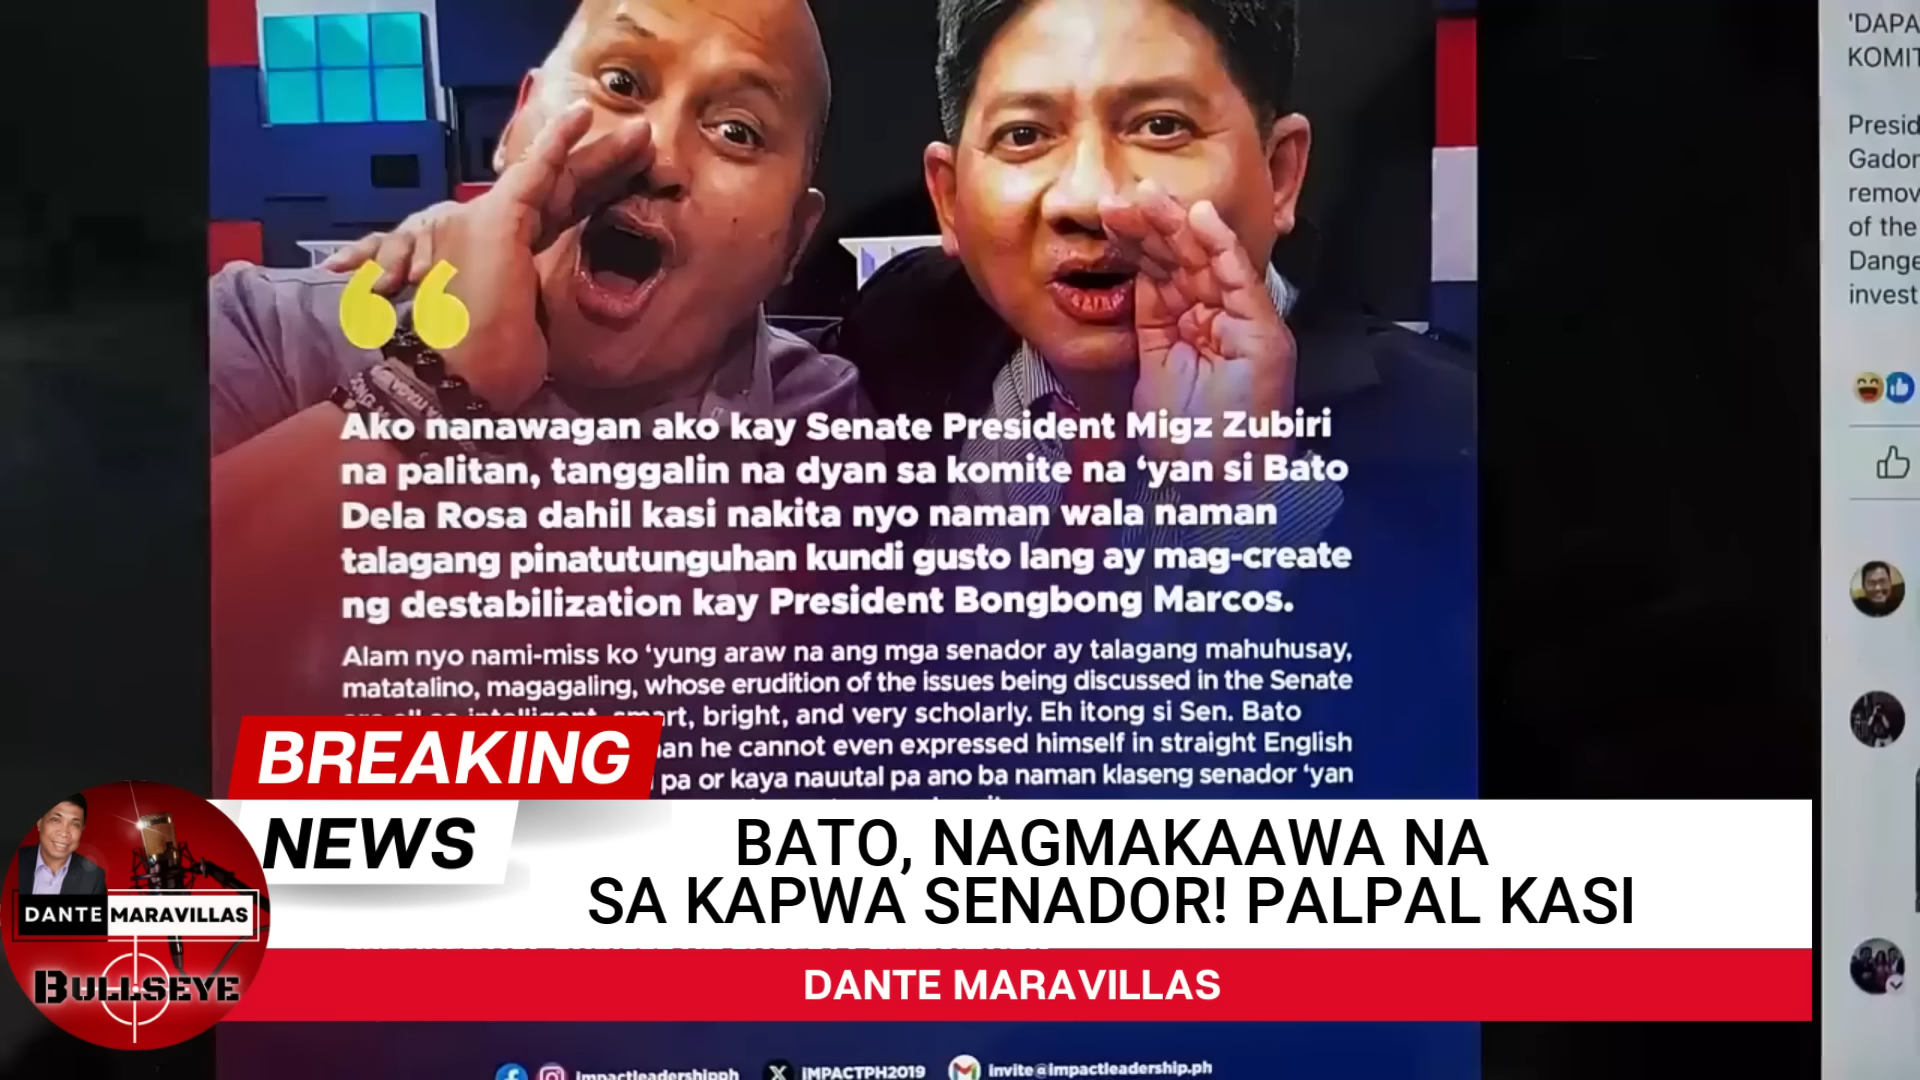 Ako nanawagan ako kay Senate President Migz Zubiri
na palitan, tanggalin na dyan sa komite na ‘yan si Bato
Dela Rosa dahil kasi nakita nyo naman wala naman
talagang pinatutunguhan kundi gusto lang ay mag-create
ng destabilization kay President Bongbong Marcos.
Alam nyo nami-miss ko ‘yung araw na ang mga senador ay talagang mahuhusay,
matatalino, magagaling, whose erudition of the issues being discussed in the Senate
bright, and very scholarly. Eh itong si Sen. Bato
he cannot even expressed himself in straight English
pa or kaya nauutal pa ano ba naman klaseng senador ‘yan
BREAKING
NEWS
BATO, NAGMAKAAWA NA
SA KAPWA SENADOR! PALPAL KASI
DANTE MARAVILLAS
DANTE MARAVILLAS
BULLSEYE
impactleadershipph IMPACTPH2019 invite@impactleadership.ph
'DAPA
KOMIT
Presid
Gador
remov
of the
Dange
invest